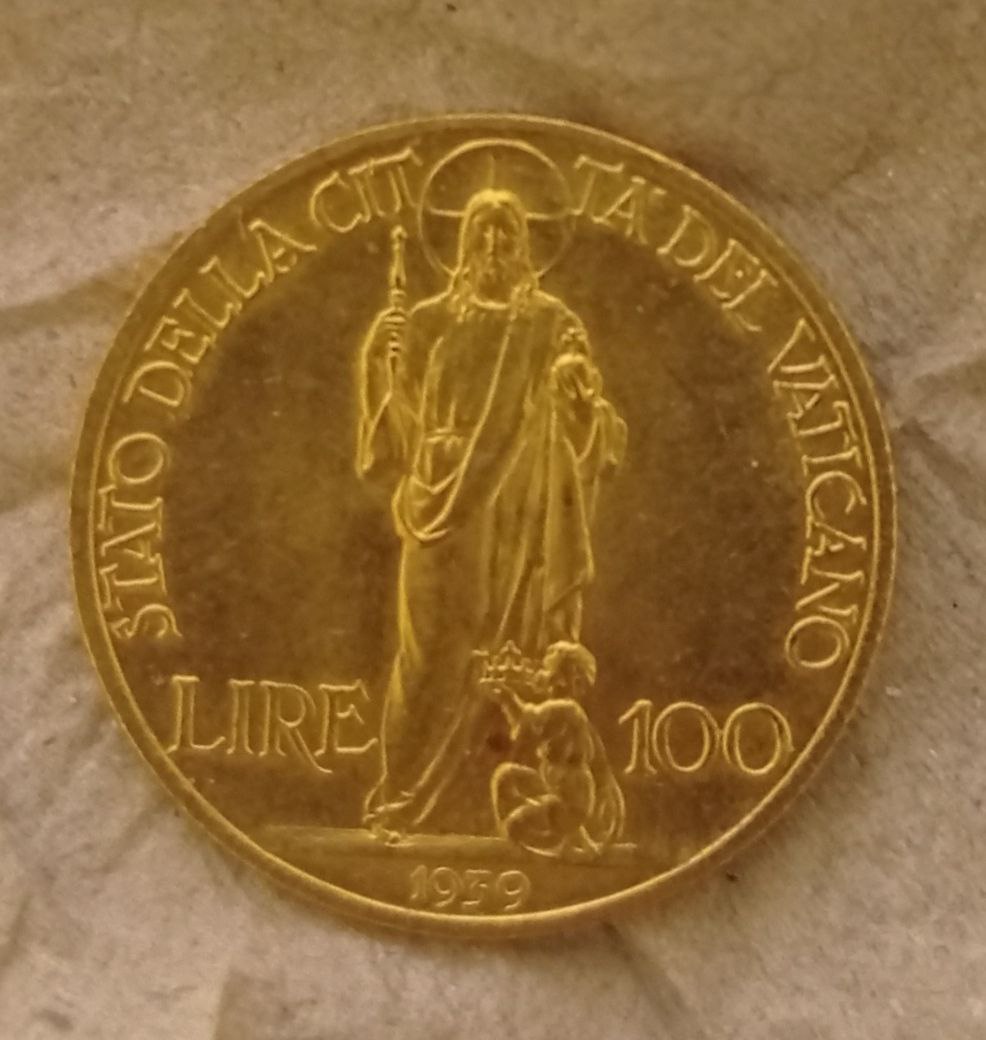 STATO DELLA CITTA' DEL VATICANO
LIRE 100
1939